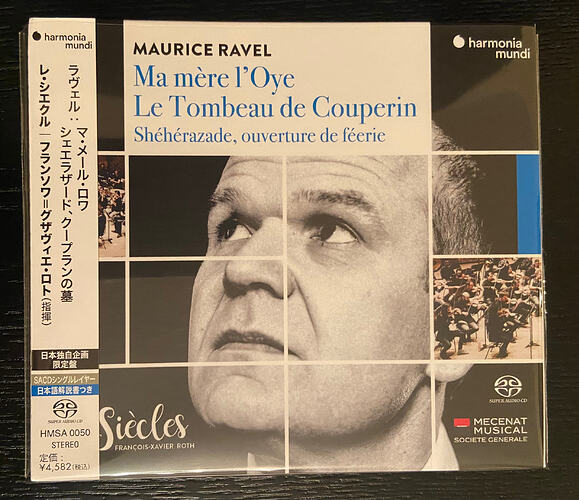 harmonia
mundi
ラヴェル：マ・メール・ロワ
シェエラザード、クープランの墓
レ・シエクル｜フランソワ＝グザヴィエ・ロト（指揮）
日本独自企画
限定盤
SACDシングルレイヤー
日本語解説書つき
SUPER AUDIO CD
HMSA 0050
STEREO
定価：
¥4,582(税込)
MAURICE RAVEL
Ma mère l'Oye
Le Tombeau de Couperin
Shéhérazade, ouverture de féerie
harmonia
mundi
Siècles
FRANÇOIS-XAVIER ROTH
SUPER AUDIO CD
MECENAT
MUSICAL
SOCIETE GENERALE